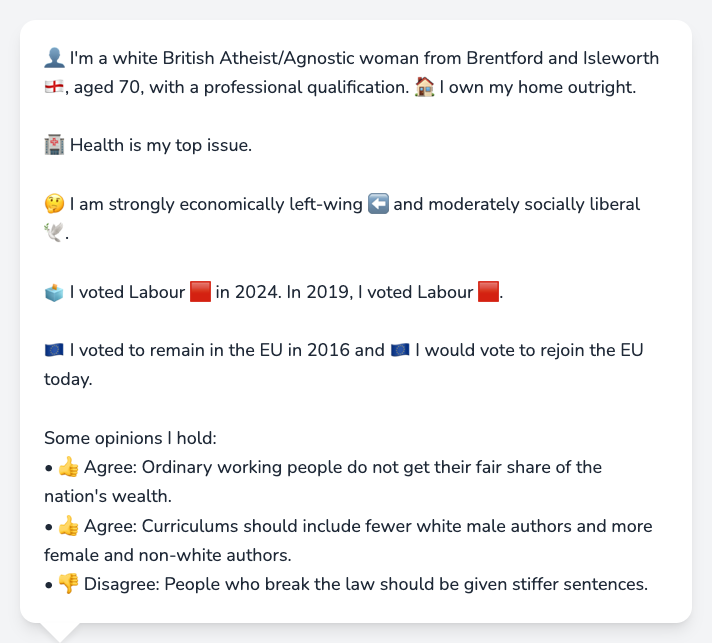 👤 I'm a white British Atheist/Agnostic woman from Brentford and Isleworth
🏴󠁧󠁢󠁥󠁮󠁧󠁿, aged 70, with a professional qualification. 🏠 I own my home outright.
🏥 Health is my top issue.
🤔 I am strongly economically left-wing ⬅️ and moderately socially liberal
🕊️.
🗳️ I voted Labour 🟥 in 2024. In 2019, I voted Labour 🟥.
🇪🇺 I voted to remain in the EU in 2016 and 🇪🇺 I would vote to rejoin the EU
today.
Some opinions I hold:
• 👍 Agree: Ordinary working people do not get their fair share of the
nation's wealth.
• 👍 Agree: Curriculums should include fewer white male authors and more
female and non-white authors.
• 👎 Disagree: People who break the law should be given stiffer sentences.